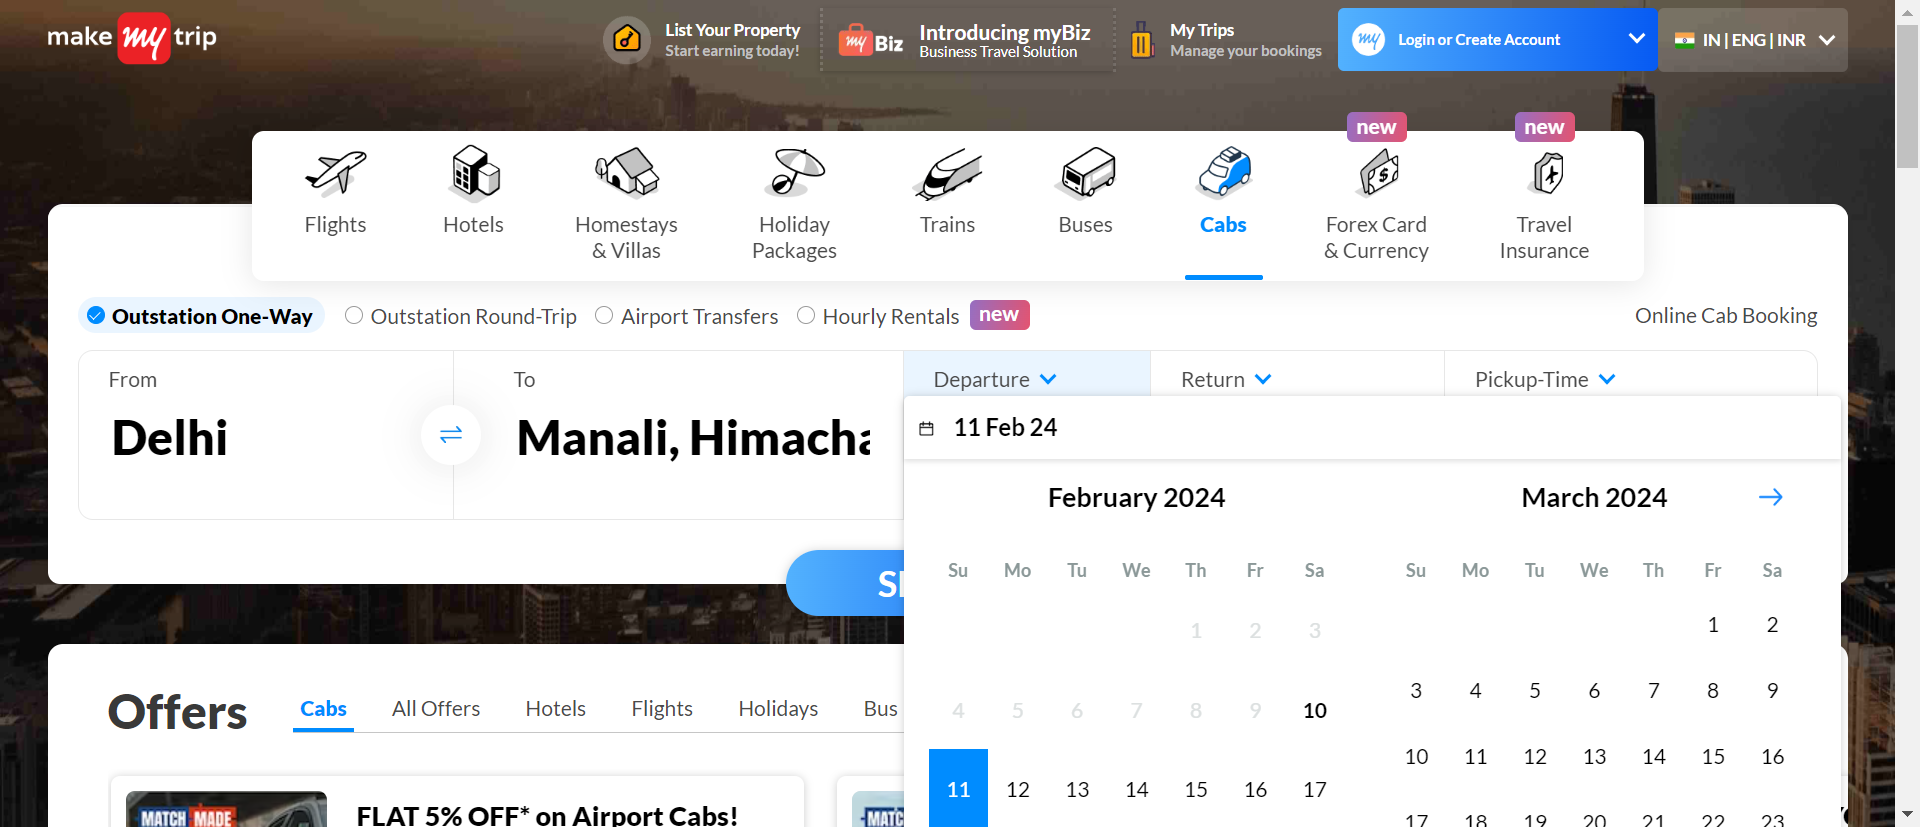 make my trip
List Your Property
Start earning today!
my Biz
Introducing myBiz
Business Travel Solution
My Trips
Manage your bookings
my
Login or Create Account
IN | ENG | INR
new
new
Flights
Hotels
Homestays
& Villas
Holiday
Packages
Trains
Buses
Cabs
Forex Card
& Currency
Travel
Insurance
Outstation One-Way
Outstation Round-Trip
Airport Transfers
Hourly Rentals
new
Online Cab Booking
From
To
Departure
Return
Pickup-Time
Delhi
Manali, Himacha
11 Feb 24
February 2024
March 2024
Su Mo Tu We Th Fr Sa
Su Mo Tu We Th Fr Sa
1 2 3
1 2
4 5 6 7 8 9 10
3 4 5 6 7 8 9
11 12 13 14 15 16 17
10 11 12 13 14 15 16
17 18 19 20 21 22 23
Offers
Cabs
All Offers
Hotels
Flights
Holidays
Bus
MATCH MADE
FLAT 5% OFF* on Airport Cabs!